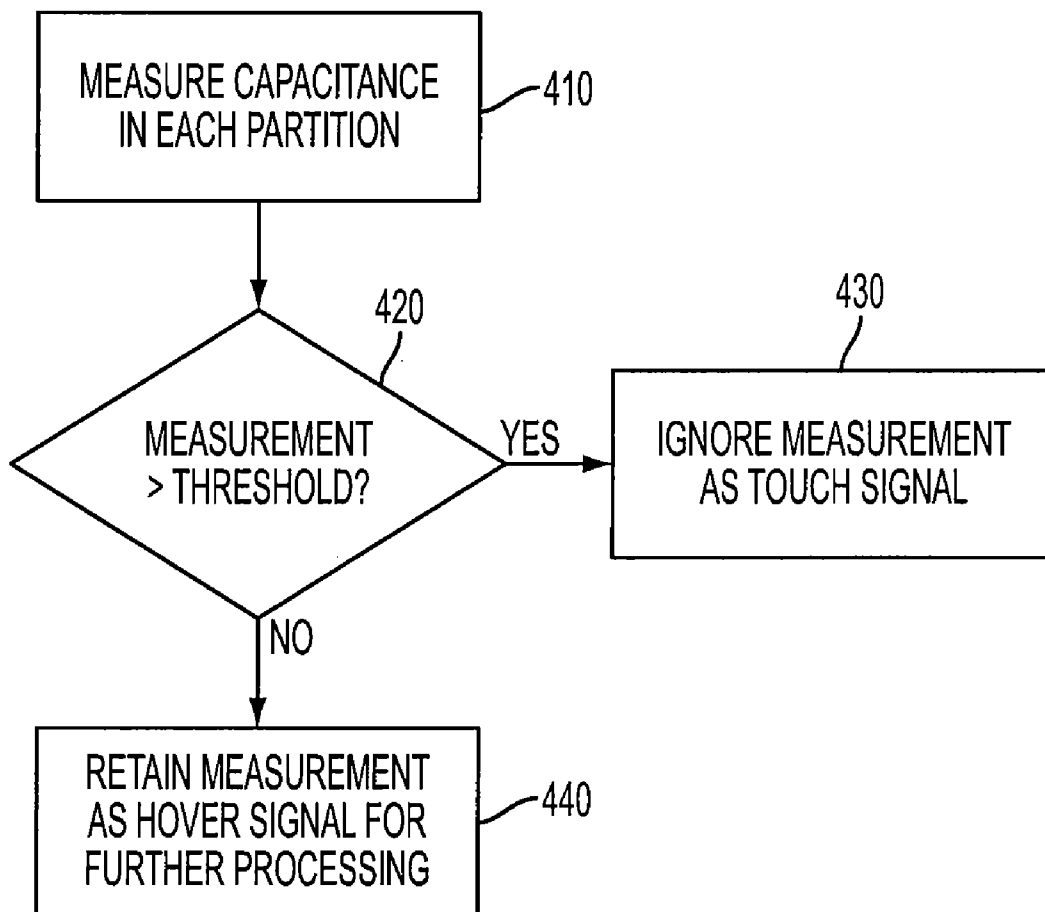 MEASURE CAPACITANCE
IN EACH PARTITION
410
420
MEASUREMENT
> THRESHOLD?
YES
430
IGNORE MEASUREMENT
AS TOUCH SIGNAL
NO
RETAIN MEASUREMENT
AS HOVER SIGNAL FOR
FURTHER PROCESSING
440